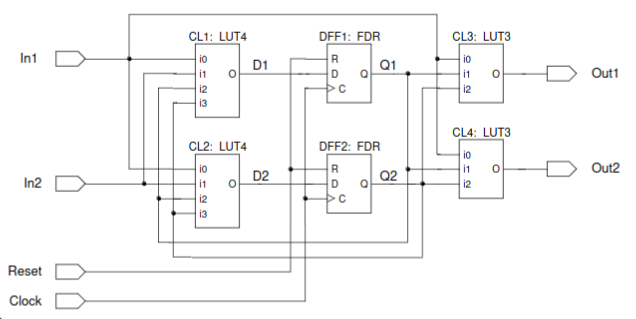 CL1: LUT4
DFF1: FDR
CL3: LUT3
In1
i0
i1
i2
i3
O
D1
R
D
C
Q
Q1
i0
i1
i2
O
Out1
CL2: LUT4
DFF2: FDR
CL4: LUT3
In2
i0
i1
i2
i3
O
D2
R
D
C
Q
Q2
i0
i1
i2
O
Out2
Reset
Clock